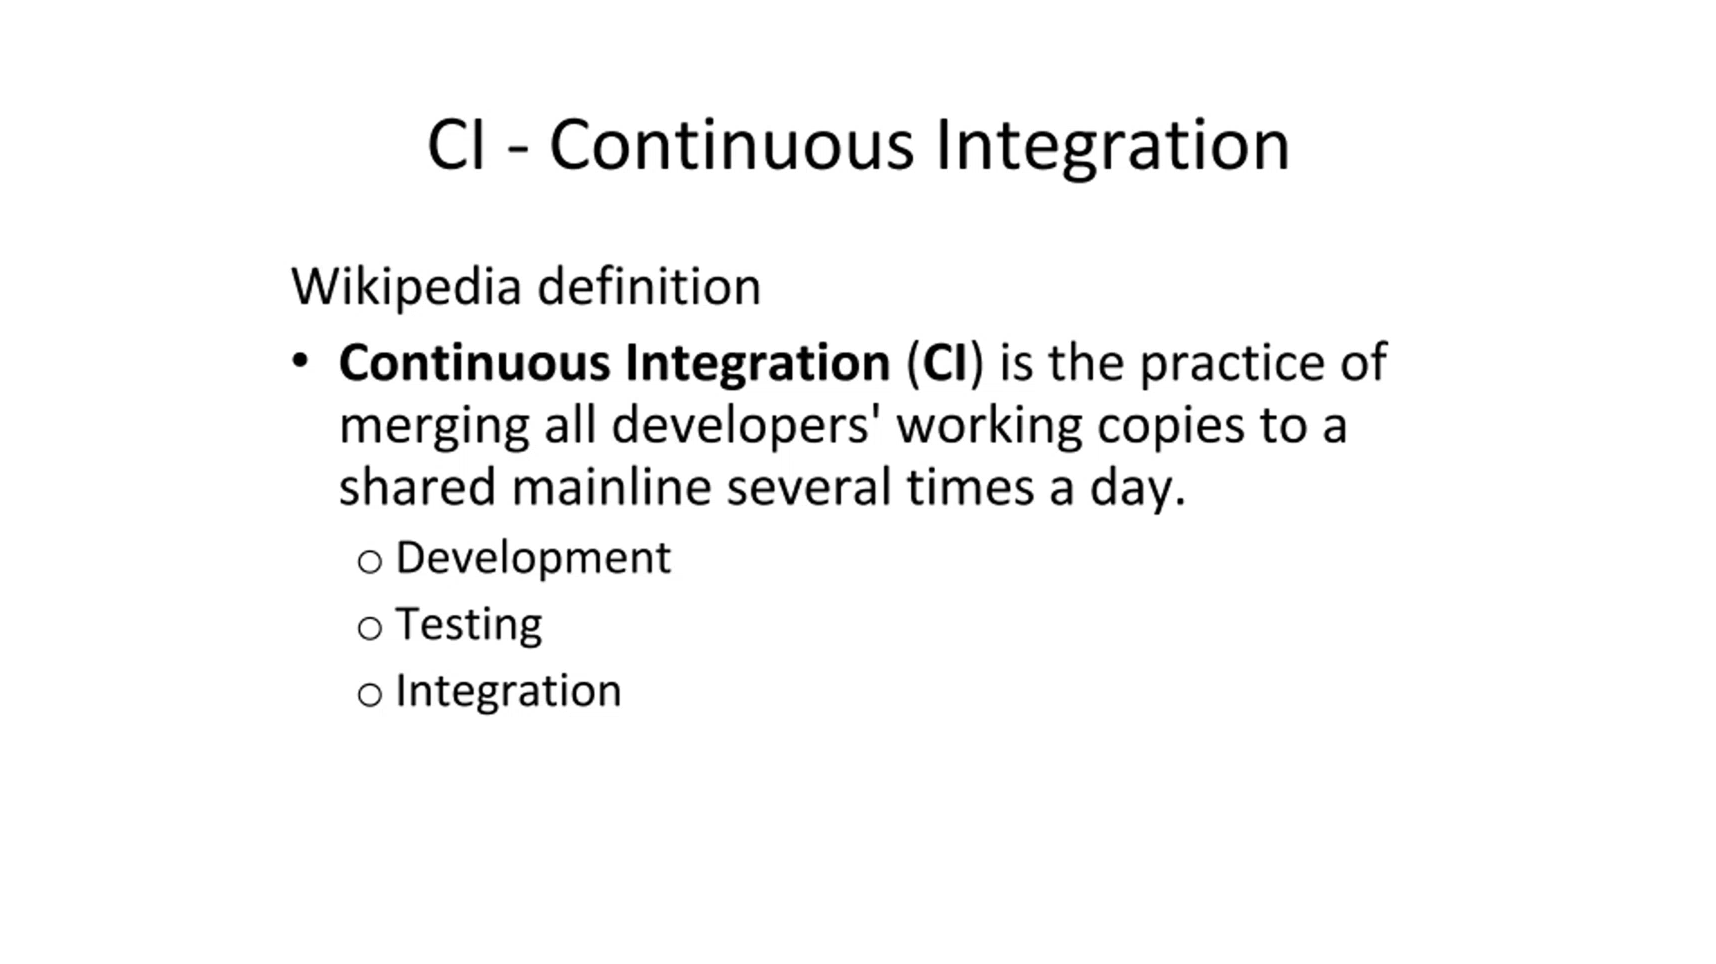 CI - Continuous Integration
Wikipedia definition
• Continuous Integration (CI) is the practice of
merging all developers' working copies to a
shared mainline several times a day.
o Development
o Testing
o Integration